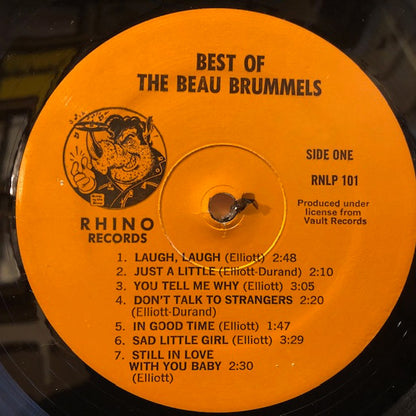 BEST OF
THE BEAU BRUMMELS
SIDE ONE
RNLP 101
Produced under
license from
Vault Records
RHINO
RECORDS
1. LAUGH, LAUGH (Elliott) 2:48
2. JUST A LITTLE (Elliott-Durand) 2:10
3. YOU TELL ME WHY (Elliott) 3:05
4. DON'T TALK TO STRANGERS 2:20
(Elliott-Durand)
5. IN GOOD TIME (Elliott) 1:47
6. SAD LITTLE GIRL (Elliott) 3:29
7. STILL IN LOVE
WITH YOU BABY 2:30
(Elliott)